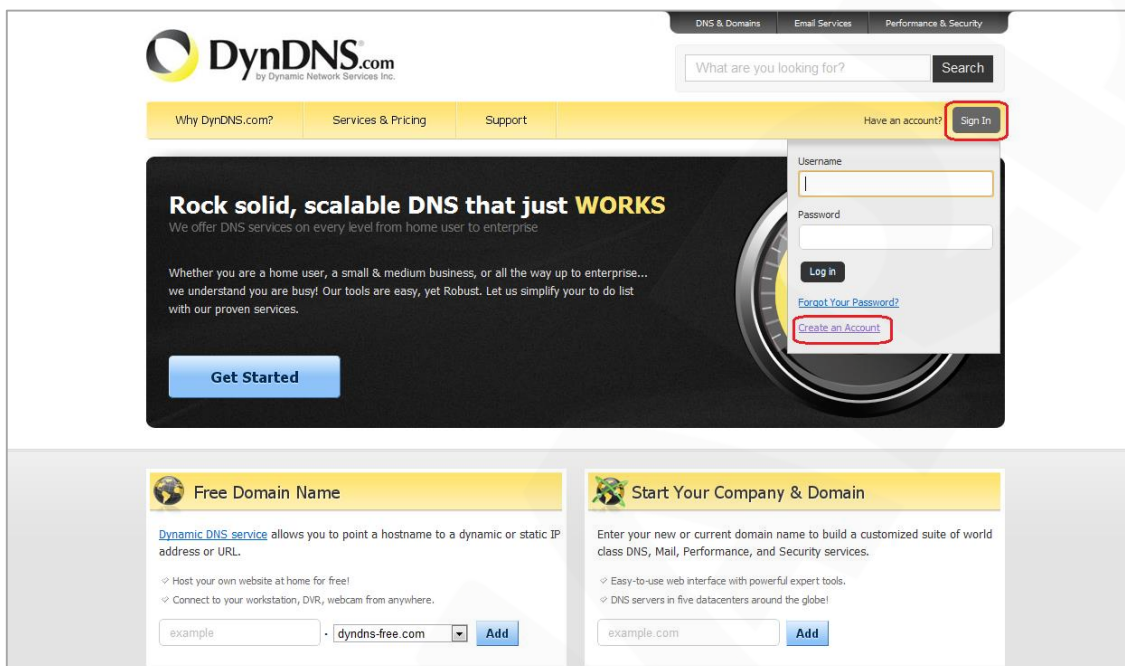 DNS & Domains Email Services Performance & Security
DynDNS.com
by Dynamic Network Services Inc.
What are you looking for? Search
Why DynDNS.com? Services & Pricing Support Have an account? Sign In
Username
Password
Log in
Forgot Your Password?
Create an Account
Rock solid, scalable DNS that just WORKS
We offer DNS services on every level from home user to enterprise
Whether you are a home user, a small & medium business, or all the way up to enterprise...
we understand you are busy! Our tools are easy, yet Robust. Let us simplify your to do list
with our proven services.
Get Started
Free Domain Name
Dynamic DNS service allows you to point a hostname to a dynamic or static IP
address or URL.
Host your own website at home for free!
Connect to your workstation, DVR, webcam from anywhere.
example . dyndns-free.com Add
Start Your Company & Domain
Enter your new or current domain name to build a customized suite of world
class DNS, Mail, Performance, and Security services.
Easy-to-use web interface with powerful expert tools.
DNS servers in five datacenters around the globe!
example.com Add